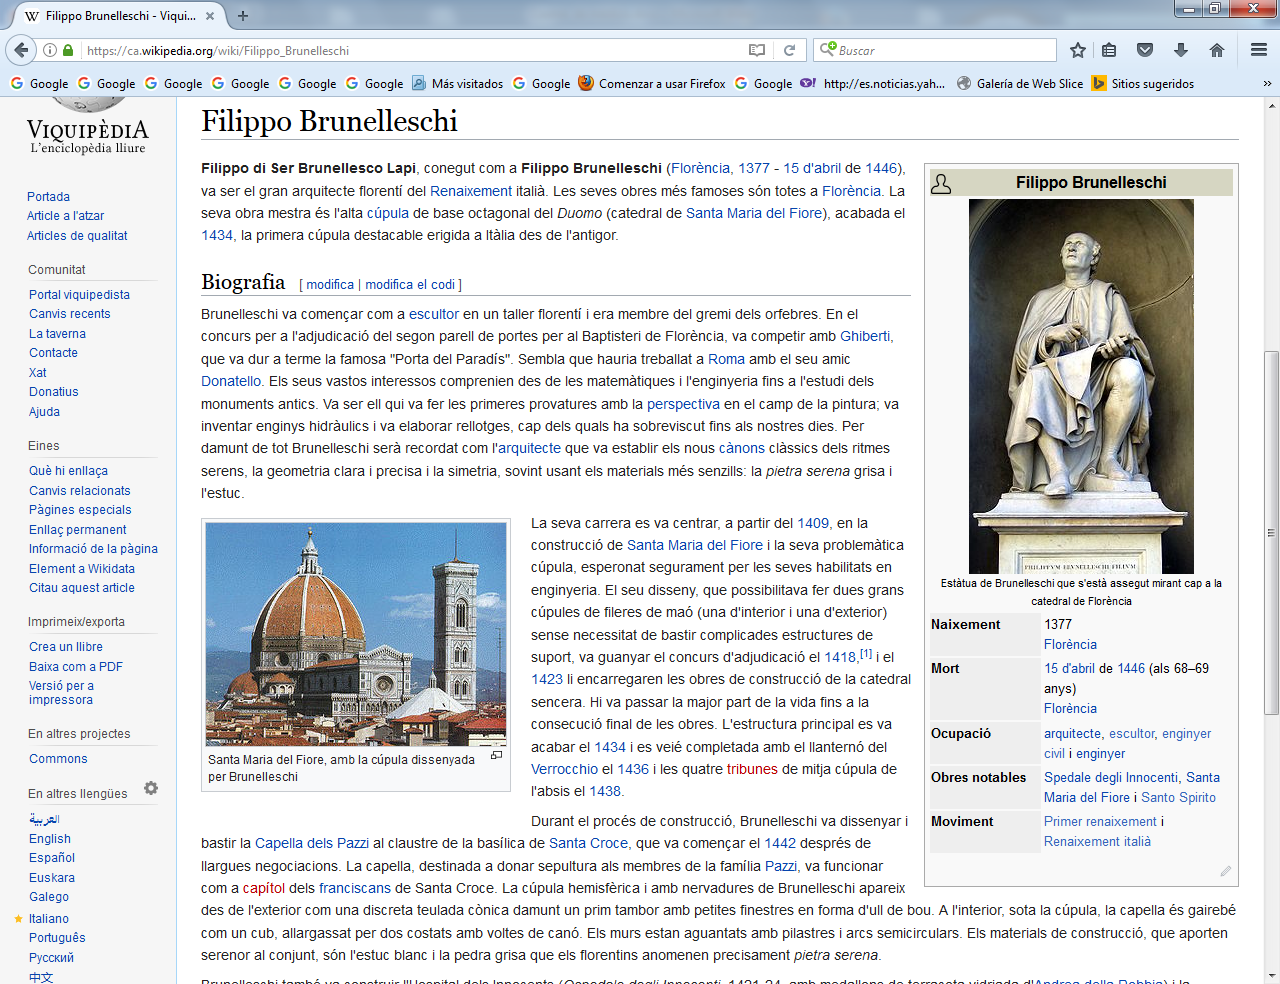 Filippo Brunelleschi - Viqui...
https://ca.wikipedia.org/wiki/Filippo_Brunelleschi
Buscar
Google Google Google Google Google Google Más visitados Google Comenzar a usar Firefox Google http://es.noticias.yah... Galería de Web Slice Sitios sugeridos
VIQUIPÈDIA
L'enciclopèdia lliure
Portada
Article a l'atzar
Articles de qualitat
Comunitat
Portal viquipedista
Canvis recents
La taverna
Contacte
Xat
Donatius
Ajuda
Eines
Què hi enllaça
Canvis relacionats
Pàgines especials
Enllaç permanent
Informació de la pàgina
Element a Wikidata
Citau aquest article
Imprimeix/exporta
Crea un llibre
Baixa com a PDF
Versió per a
impressora
En altres projectes
Commons
En altres llengües
العربية
English
Español
Euskara
Galego
Italiano
Português
Русский
中文
Filippo Brunelleschi
Filippo di Ser Brunellesco Lapi, conegut com a Filippo Brunelleschi (Florència, 1377 - 15 d'abril de 1446),
va ser el gran arquitecte florentí del Renaixement italià. Les seves obres més famoses són totes a Florència. La
seva obra mestra és l'alta cúpula de base octagonal del Duomo (catedral de Santa Maria del Fiore), acabada el
1434, la primera cúpula destacable erigida a Itàlia des de l'antigor.
Biografia [ modifica | modifica el codi ]
Brunelleschi va començar com a escultor en un taller florentí i era membre del gremi dels orfebres. En el
concurs per a l'adjudicació del segon parell de portes per al Baptisteri de Florència, va competir amb Ghiberti,
que va dur a terme la famosa "Porta del Paradís". Sembla que hauria treballat a Roma amb el seu amic
Donatello. Els seus vastos interessos comprenien des de les matemàtiques i l'enginyeria fins a l'estudi dels
monuments antics. Va ser ell qui va fer les primeres provatures amb la perspectiva en el camp de la pintura; va
inventar enginys hidràulics i va elaborar rellotges, cap dels quals ha sobreviscut fins als nostres dies. Per
damunt de tot Brunelleschi serà recordat com l'arquitecte que va establir els nous cànons clàssics dels ritmes
serens, la geometria clara i precisa i la simetria, sovint usant els materials més senzills: la pietra serena grisa i
l'estuc.
Santa Maria del Fiore, amb la cúpula dissenyada
per Brunelleschi
La seva carrera es va centrar, a partir del 1409, en la
construcció de Santa Maria del Fiore i la seva problemàtica
cúpula, esperonat segurament per les seves habilitats en
enginyeria. El seu disseny, que possibilitava fer dues grans
cúpules de fileres de maó (una d'interior i una d'exterior)
sense necessitat de bastir complicades estructures de
suport, va guanyar el concurs d'adjudicació el 1418,[1] i el
1423 li encarregaren les obres de construcció de la catedral
sencera. Hi va passar la major part de la vida fins a la
consecució final de les obres. L'estructura principal es va
acabar el 1434 i es veié completada amb el llanternó del
Verrocchio el 1436 i les quatre tribunes de mitja cúpula de
l'absis el 1438.
Durant el procés de construcció, Brunelleschi va dissenyar i
bastir la Capella dels Pazzi al claustre de la basílica de Santa Croce, que va començar el 1442 després de
llargues negociacions. La capella, destinada a donar sepultura als membres de la família Pazzi, va funcionar
com a capítol dels franciscans de Santa Croce. La cúpula hemisfèrica i amb nervadures de Brunelleschi apareix
des de l'exterior com una discreta teulada cònica damunt un prim tambor amb petites finestres en forma d'ull de bou. A l'interior, sota la cúpula, la capella és gairebé
com un cub, allargassat per dos costats amb voltes de canó. Els murs estan aguantats amb pilastres i arcs semicirculars. Els materials de construcció, que aporten
serenor al conjunt, són l'estuc blanc i la pedra grisa que els florentins anomenen precisament pietra serena.
Brunelleschi també va construir l'Hospital dels Innocents (Ospedale degli Innocenti, 1421-24, amb medallons de terracota vidriada d'Andrea della Robbia) i la
Filippo Brunelleschi
Estàtua de Brunelleschi que s'està assegut mirant cap a la
catedral de Florència
Naixement 1377
Florència
Mort 15 d'abril de 1446 (als 68–69
anys)
Florència
Ocupació arquitecte, escultor, enginyer
civil i enginyer
Obres notables Spedale degli Innocenti, Santa
Maria del Fiore i Santo Spirito
Moviment Primer renaixement i
Renaixement italià